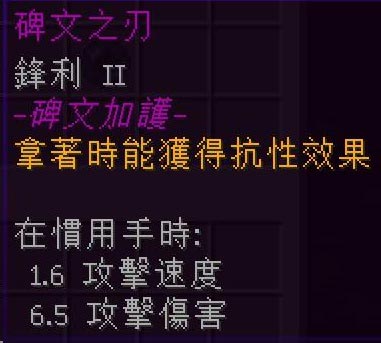 碑文之刃
鋒利 II
-碑文加護-
拿著時能獲得抗性效果
在慣用手時:
1.6 攻擊速度
6.5 攻擊傷害